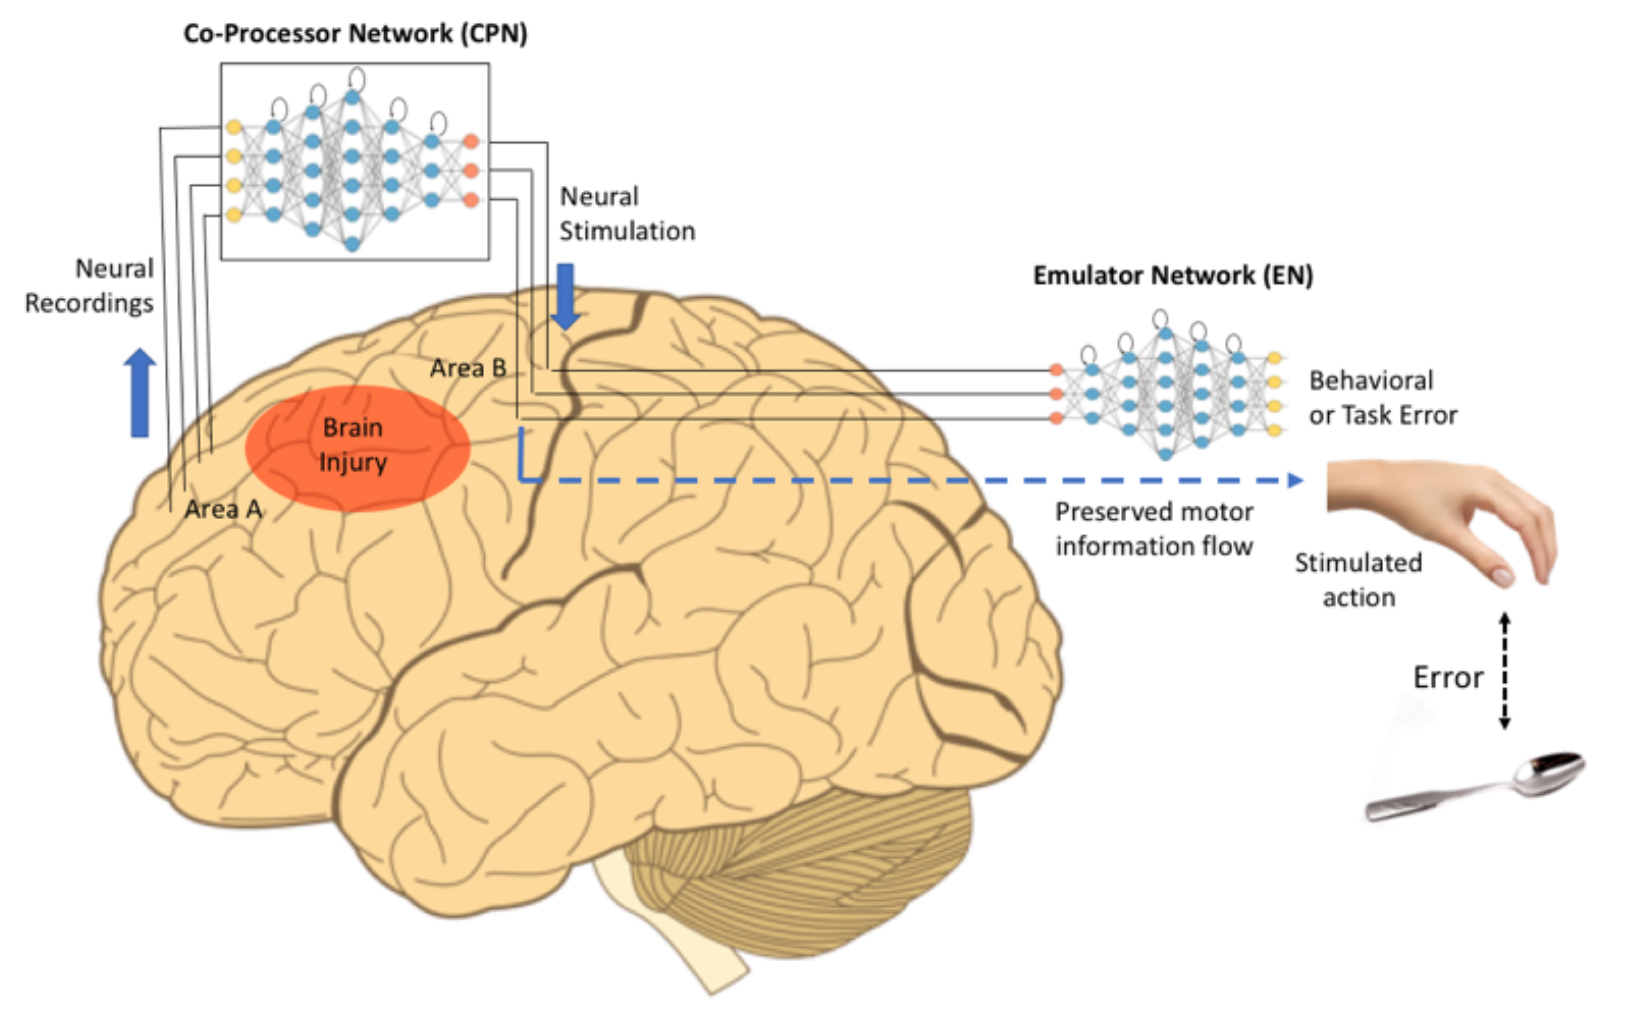 Co-Processor Network (CPN)
Neural
Stimulation
Neural
Recordings
Emulator Network (EN)
Area B
Behavioral
or Task Error
Brain
Injury
Area A
Preserved motor
information flow
Stimulated
action
Error